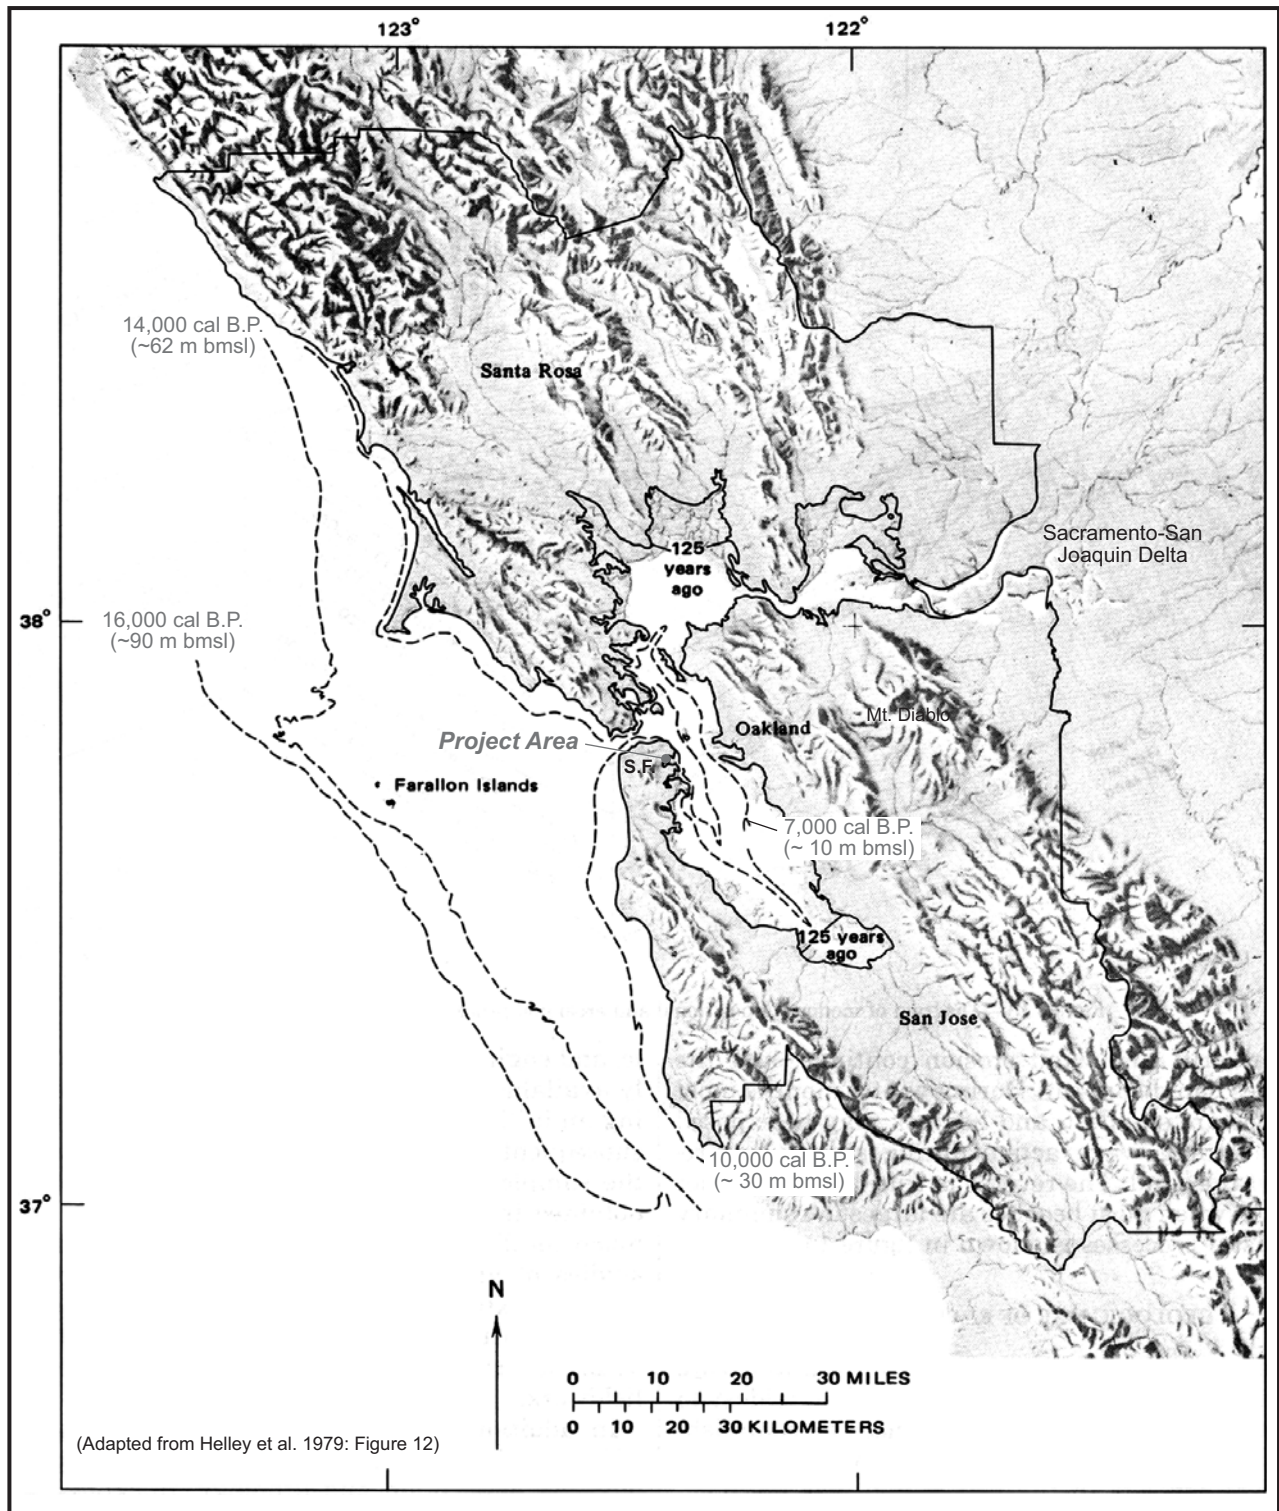 123°
122°
14,000 cal B.P.
(~62 m bmsl)
Santa Rosa
125
years
ago
Sacramento-San
Joaquin Delta
38°
16,000 cal B.P.
(~90 m bmsl)
Mt. Diablo
Oakland
Project Area
S.F.
Farallon Islands
7,000 cal B.P.
(~ 10 m bmsl)
125 years
ago
San Jose
10,000 cal B.P.
(~ 30 m bmsl)
37°
N
0 10 20 30 MILES
0 10 20 30 KILOMETERS
(Adapted from Helley et al. 1979: Figure 12)